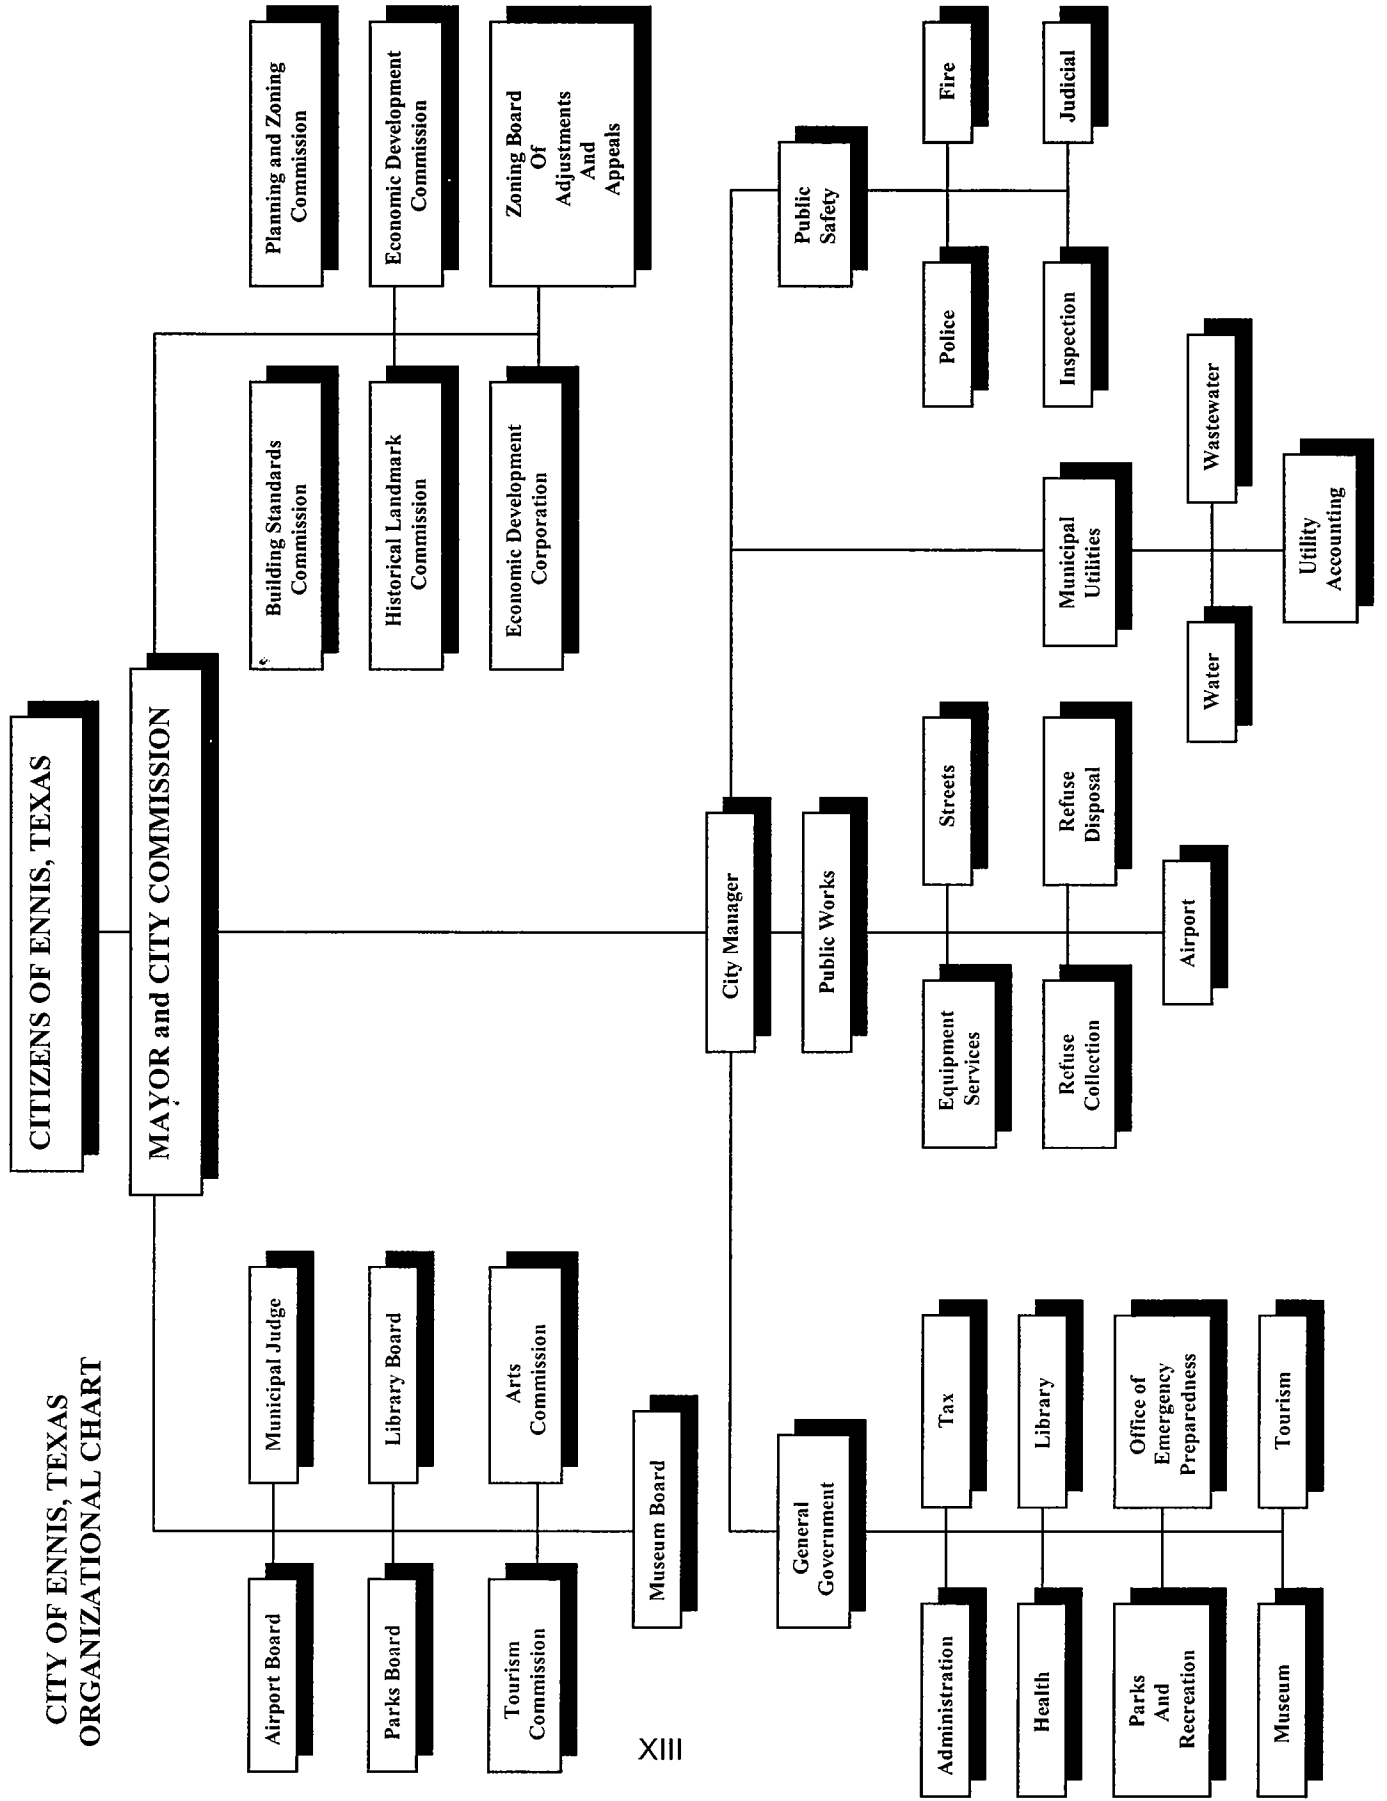 CITY OF ENNIS, TEXAS
ORGANIZATIONAL CHART
CITIZENS OF ENNIS, TEXAS
MAYOR and CITY COMMISSION
Airport Board
Municipal Judge
Parks Board
Library Board
Tourism
Commission
Arts
Commission
Museum Board
Building Standards
Commission
Planning and Zoning
Commission
Historical Landmark
Commission
Economic Development
Commission
Economic Development
Corporation
Zoning Board
Of
Adjustments
And
Appeals
City Manager
General
Government
Administration
Tax
Health
Library
Parks
And
Recreation
Office of
Emergency
Preparedness
Museum
Tourism
Public Works
Equipment
Services
Streets
Refuse
Collection
Refuse
Disposal
Airport
Municipal
Utilities
Water
Wastewater
Utility
Accounting
Public
Safety
Police
Fire
Inspection
Judicial
XIII